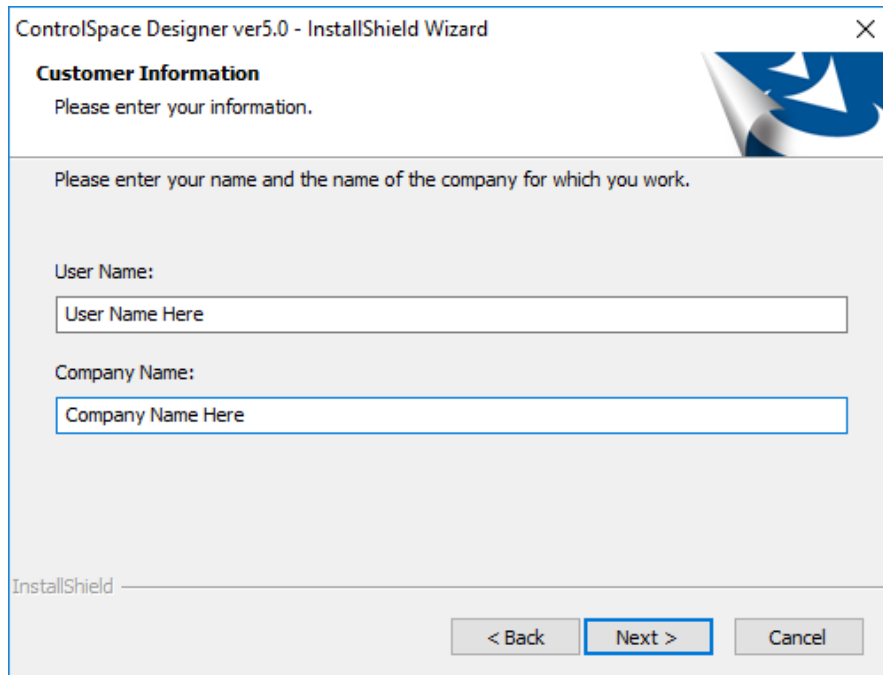 ControlSpace Designer ver5.0 - InstallShield Wizard
Customer Information
Please enter your information.
Please enter your name and the name of the company for which you work.
User Name:
User Name Here
Company Name:
Company Name Here
InstallShield
< Back
Next >
Cancel